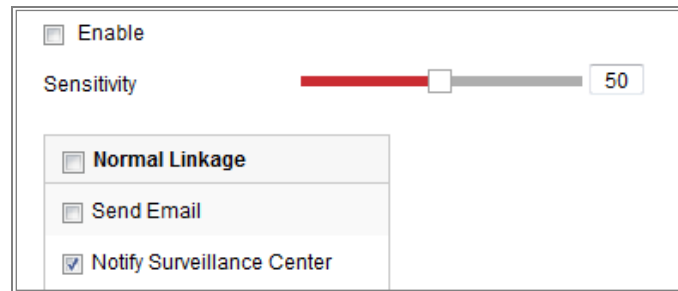 Enable
Sensitivity 50
Normal Linkage
Send Email
Notify Surveillance Center